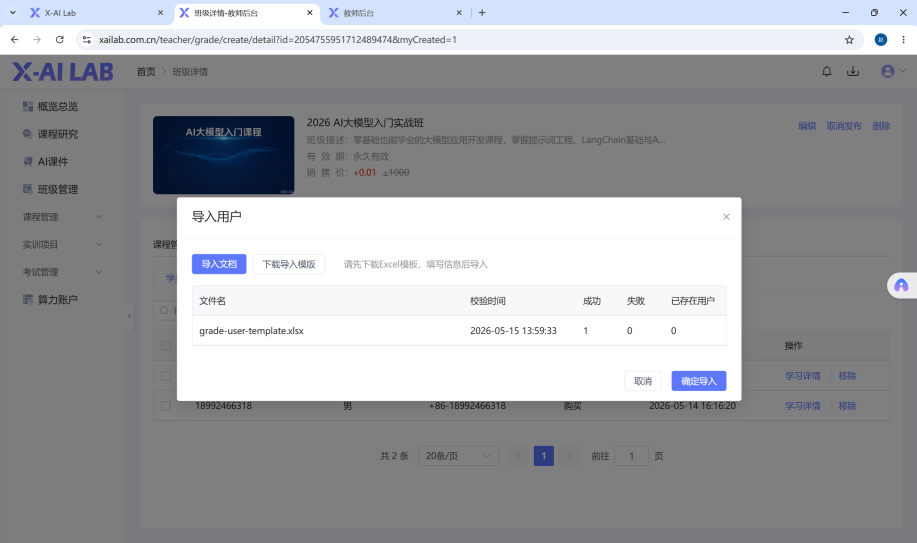 X-AI Lab
班级详情-教师后台
教师后台
xailab.com.cn/teacher/grade/create/detail?id=2054755951712489474&myCreated=1
X-AI LAB
首页 > 班级详情
概览总览
课程研究
AI课件
班级管理
课程管理
实训项目
考试管理
算力账户
AI大模型入门课程
2026 AI大模型入门实战班
班级描述：零基础也能学会的大模型应用开发课程，掌握提示词工程，LangChain基础与A...
有 效 期：永久有效
销 售 价：¥0.01 ¥1000
编辑 取消发布 删除
导入用户
导入文档 下载导入模版 请先下载Excel模板，填写信息后导入
文件名 校验时间 成功 失败 已存在用户
grade-user-template.xlsx 2026-05-15 13:59:33 1 0 0
取消 确定导入
操作
学习详情 移除
18992466318 男 +86-18992466318 购买 2026-05-14 16:16:20 学习详情 移除
共 2 条 20条/页 1 前往 1 页